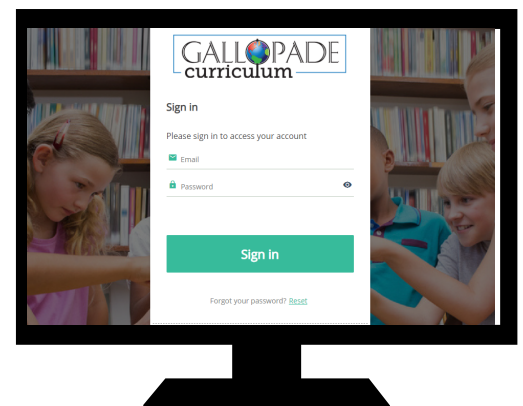 GALLOPADE
curriculum
Sign in
Please sign in to access your account
Email
Password
Sign in
Forgot your password? Reset